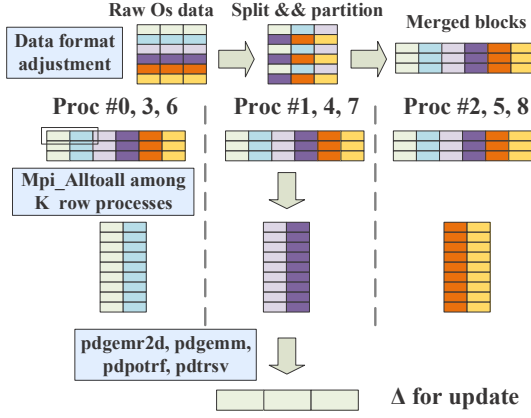 Raw Os data
Split && partition
Merged blocks
Data format
adjustment
Proc #0, 3, 6
Proc #1, 4, 7
Proc #2, 5, 8
Mpi_Alltoall among
K_row processes
pdgemr2d, pdgemm,
pdpotrf, pdtrsv
Δ for update